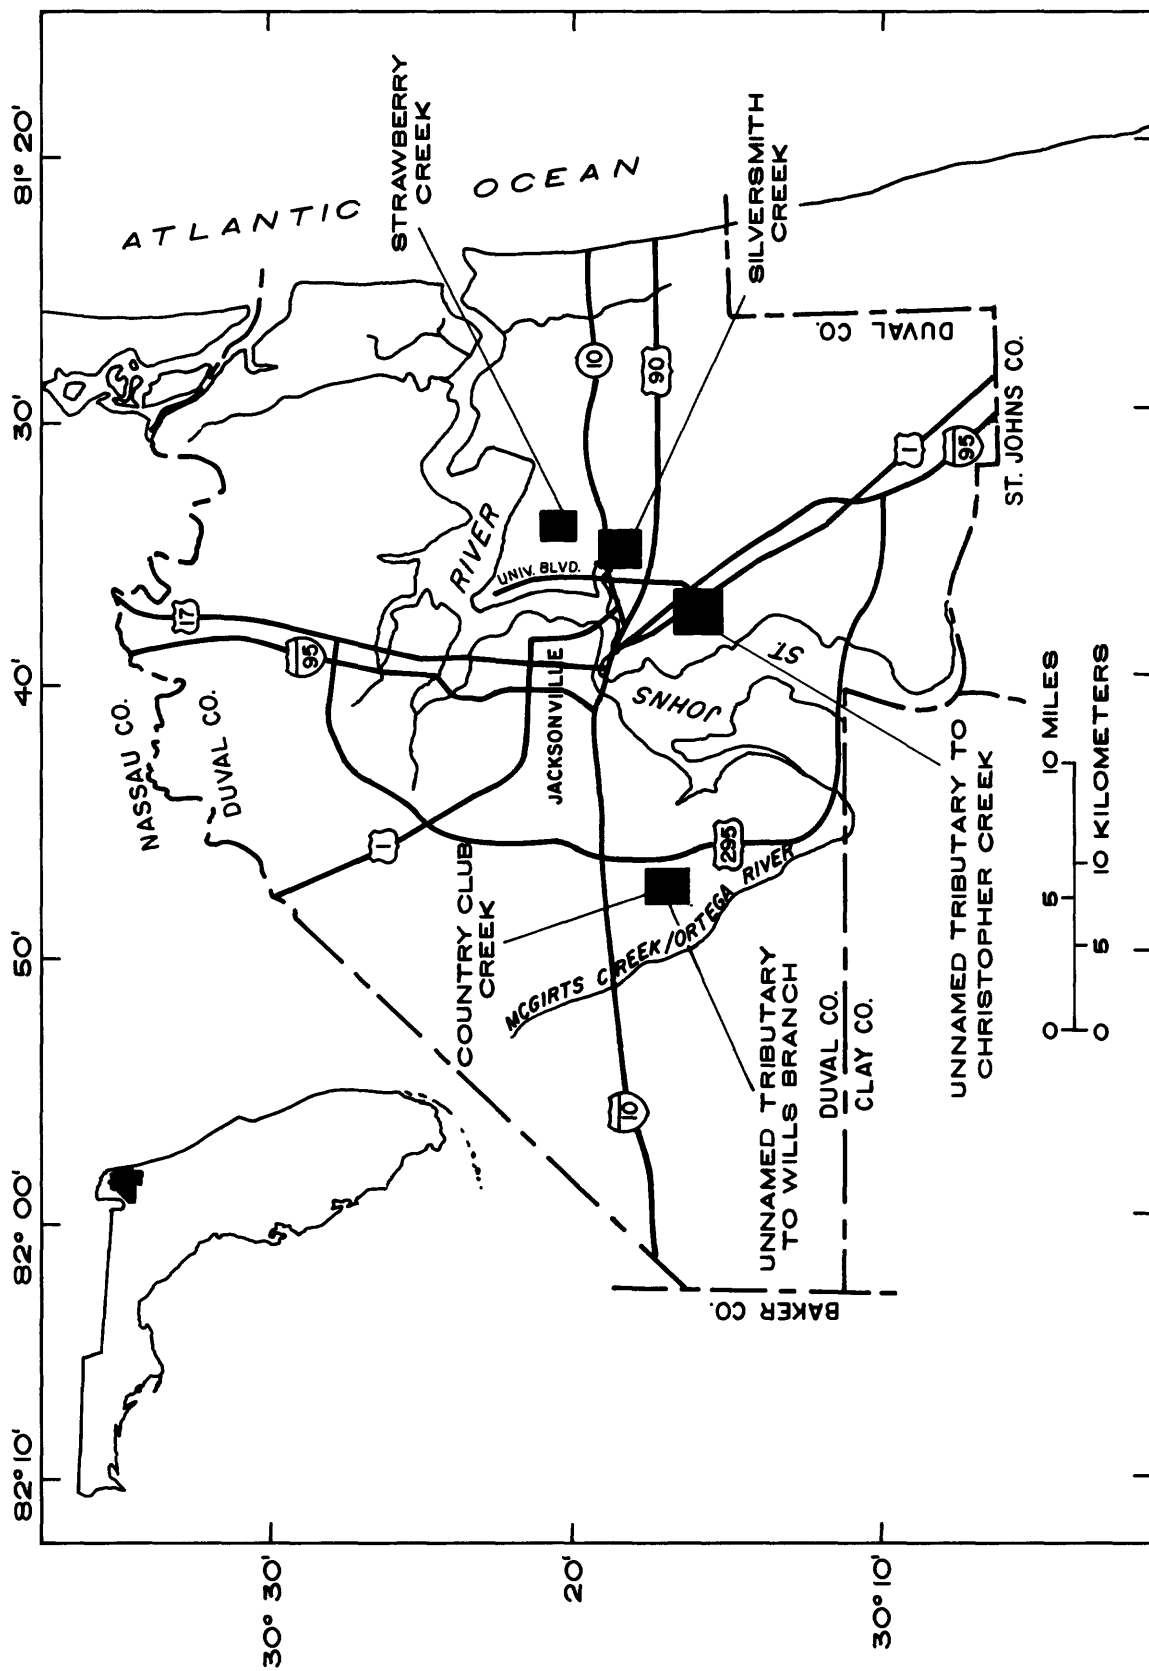 82° 10'
82° 00'
50'
40'
30'
81° 20'
30° 30'
20'
30° 10'
NASSAU CO.
DUVAL CO.
ATLANTIC
OCEAN
STRAWBERRY
CREEK
SILVERSMITH
CREEK
17
95
1
RIVER
UNIV. BLVD.
10
90
JACKSONVILLE
COUNTRY CLUB
CREEK
MCGIRTS CREEK/ORTEGA RIVER
295
JOHNS
ST.
10
1
95
DUVAL CO.
ST. JOHNS CO.
UNNAMED TRIBUTARY
TO WILLS BRANCH
DUVAL CO.
CLAY CO.
BAKER CO.
UNNAMED TRIBUTARY TO
CHRISTOPHER CREEK
0 5 10 MILES
0 5 10 KILOMETERS